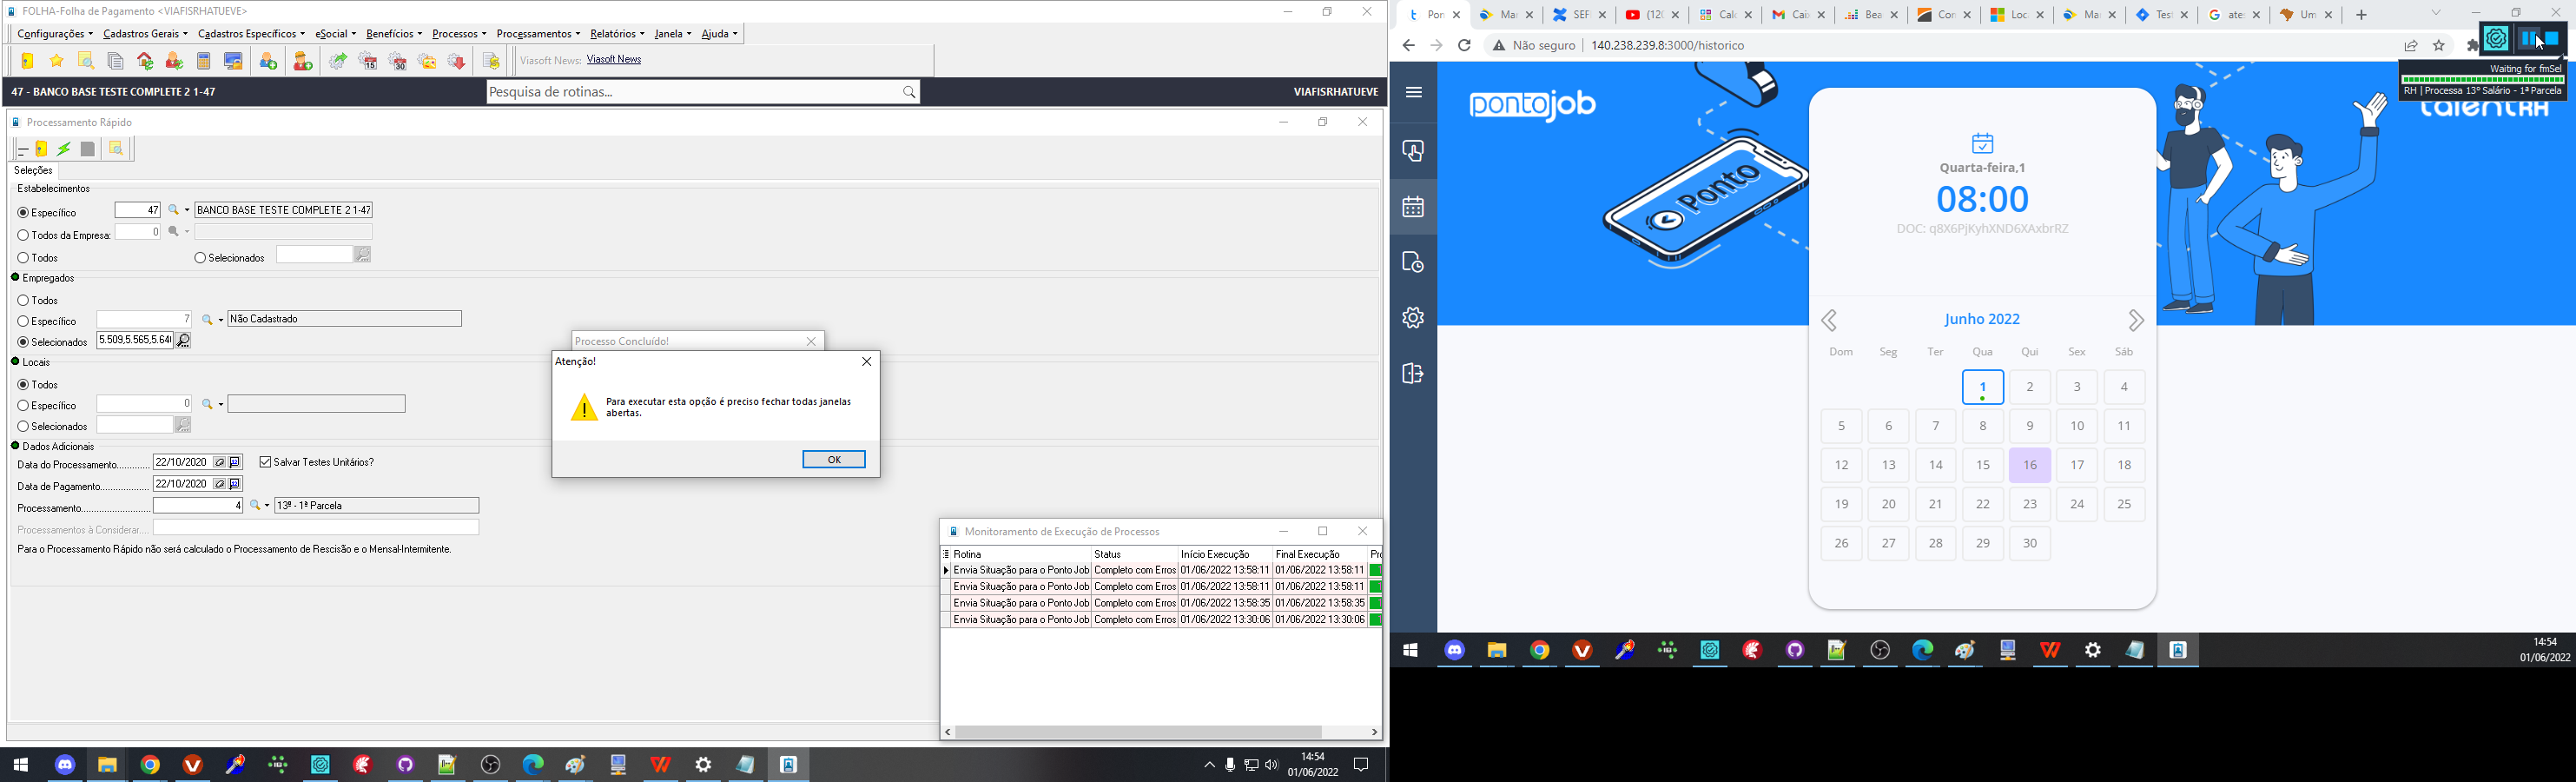 FOLHA-Folha de Pagamento <VIAFISRHATUEVE>
Configurações Cadastros Gerais Cadastros Específicos eSocial Benefícios Processos Processamentos Relatórios Janela Ajuda
Viasoft News: Viasoft News
47 - BANCO BASE TESTE COMPLETE 2 1-47
Pesquisa de rotinas...
VIAFISRHATUEVE
Processamento Rápido
Seleções
Estabelecimentos
Específico 47 BANCO BASE TESTE COMPLETE 2 1-47
Todos da Empresa: 0
Todos Selecionados
Empregados
Todos
Específico 7 Não Cadastrado
Selecionados 5.509,5.565,5.64
Locais
Todos
Específico 0
Selecionados
Dados Adicionais
Data do Processamento............ 22/10/2020 Salvar Testes Unitários?
Data de Pagamento.................. 22/10/2020
Processamento......................... 4 13º - 1ª Parcela
Processamentos à Considerar....
Para o Processamento Rápido não será calculado o Processamento de Rescisão e o Mensal-Intermitente.
Processo Concluído!
Atenção!
Para executar esta opção é preciso fechar todas janelas
abertas.
OK
Monitoramento de Execução de Processos
Rotina Status Início Execução Final Execução Pro
Envia Situação para o Ponto Job Completo com Erros 01/06/2022 13:58:11 01/06/2022 13:58:11
Envia Situação para o Ponto Job Completo com Erros 01/06/2022 13:58:11 01/06/2022 13:58:11
Envia Situação para o Ponto Job Completo com Erros 01/06/2022 13:58:35 01/06/2022 13:58:35
Envia Situação para o Ponto Job Completo com Erros 01/06/2022 13:30:06 01/06/2022 13:30:06
14:54
01/06/2022
Pon Mar SEFI (120 Calc Caix Bea Con Loca Mar Test ates Um
Não seguro 140.238.239.8:3000/historico
Waiting for fmSel
RH | Processa 13º Salário - 1ª Parcela
pontojob
Ponto
talentRH
Quarta-feira,1
08:00
DOC: q8X6PjKyhXND6XAxbrRZ
Junho 2022
Dom Seg Ter Qua Qui Sex Sáb
1 2 3 4
5 6 7 8 9 10 11
12 13 14 15 16 17 18
19 20 21 22 23 24 25
26 27 28 29 30
14:54
01/06/2022